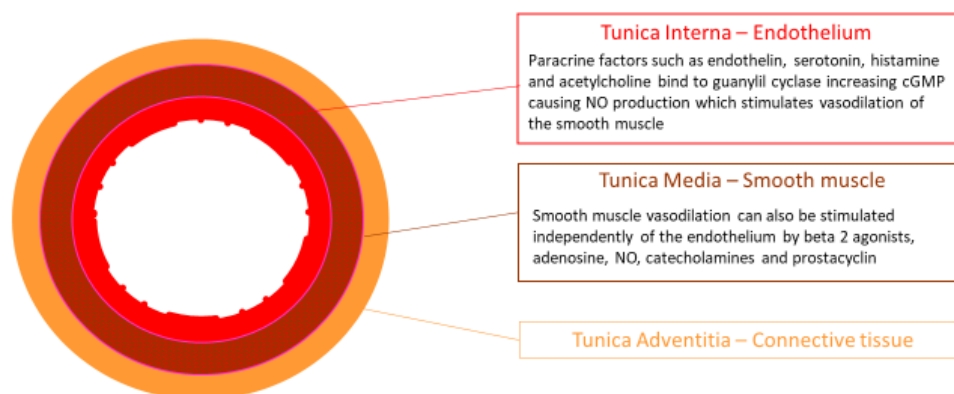 Tunica Interna – Endothelium
Paracrine factors such as endothelin, serotonin, histamine
and acetylcholine bind to guanylil cyclase increasing cGMP
causing NO production which stimulates vasodilation of
the smooth muscle
Tunica Media – Smooth muscle
Smooth muscle vasodilation can also be stimulated
independently of the endothelium by beta 2 agonists,
adenosine, NO, catecholamines and prostacyclin
Tunica Adventitia – Connective tissue